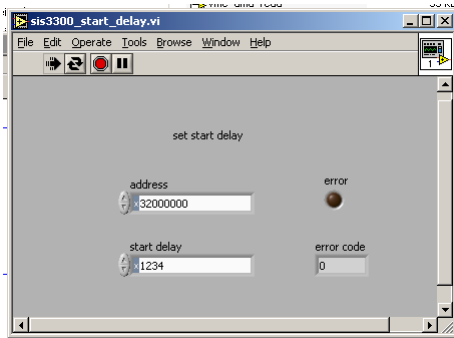 sis3300_start_delay.vi
File Edit Operate Tools Browse Window Help
1
set start delay
address
x32000000
error
start delay
x1234
error code
0